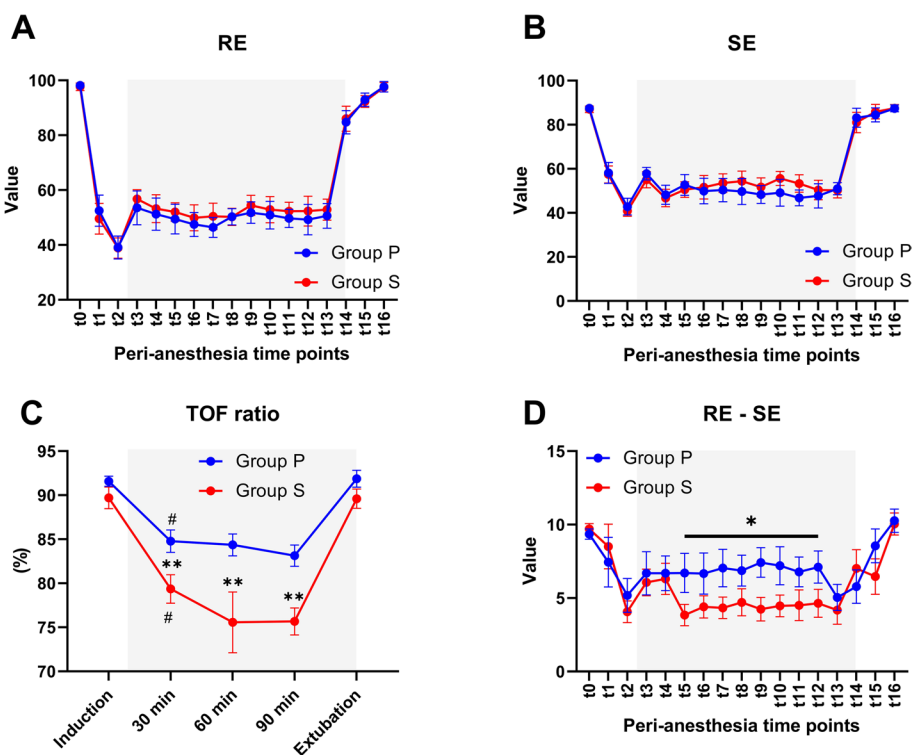 A
RE
100
80
60
40
20
Value
Group P
Group S
t0 t1 t2 t3 t4 t5 t6 t7 t8 t9 t10 t11 t12 t13 t14 t15 t16
Peri-anesthesia time points
B
SE
100
80
60
40
20
0
Value
Group P
Group S
t0 t1 t2 t3 t4 t5 t6 t7 t8 t9 t10 t11 t12 t13 t14 t15 t16
Peri-anesthesia time points
C
TOF ratio
95
90
85
80
75
70
(%)
Group P
Group S
#
**
#
**
**
Induction
30 min
60 min
90 min
Extubation
D
RE - SE
15
10
5
0
Value
Group P
Group S
*
t0 t1 t2 t3 t4 t5 t6 t7 t8 t9 t10 t11 t12 t13 t14 t15 t16
Peri-anesthesia time points